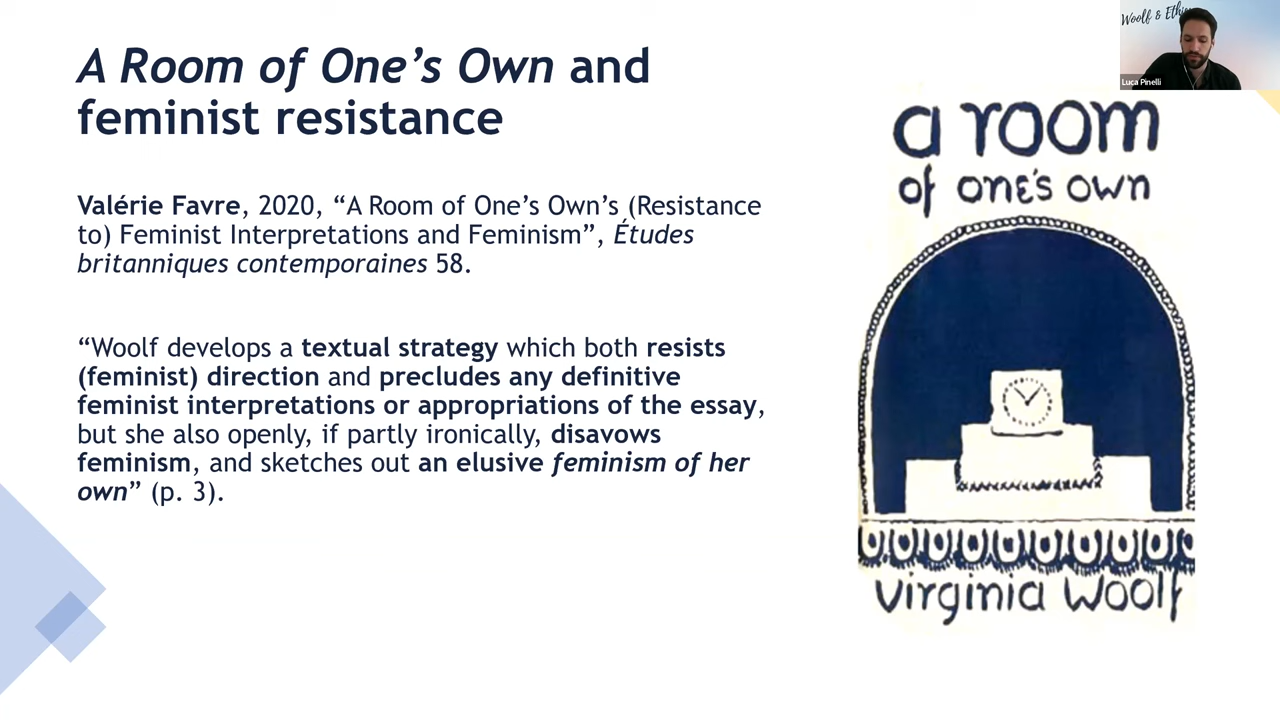 A Room of One’s Own and
feminist resistance
Valérie Favre, 2020, “A Room of One’s Own’s (Resistance
to) Feminist Interpretations and Feminism”, Études
britanniques contemporaines 58.
“Woolf develops a textual strategy which both resists
(feminist) direction and precludes any definitive
feminist interpretations or appropriations of the essay,
but she also openly, if partly ironically, disavows
feminism, and sketches out an elusive feminism of her
own” (p. 3).
Woolf & Ethi
Luca Pinelli
a room
of one's own
virginia Woolf